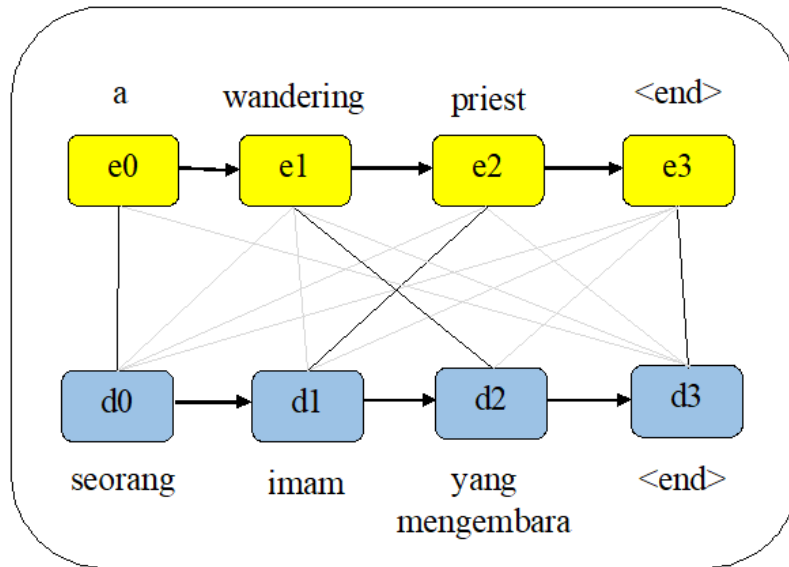 a wandering priest <end>
e0 e1 e2 e3
d0 d1 d2 d3
seorang imam yang mengembara <end>